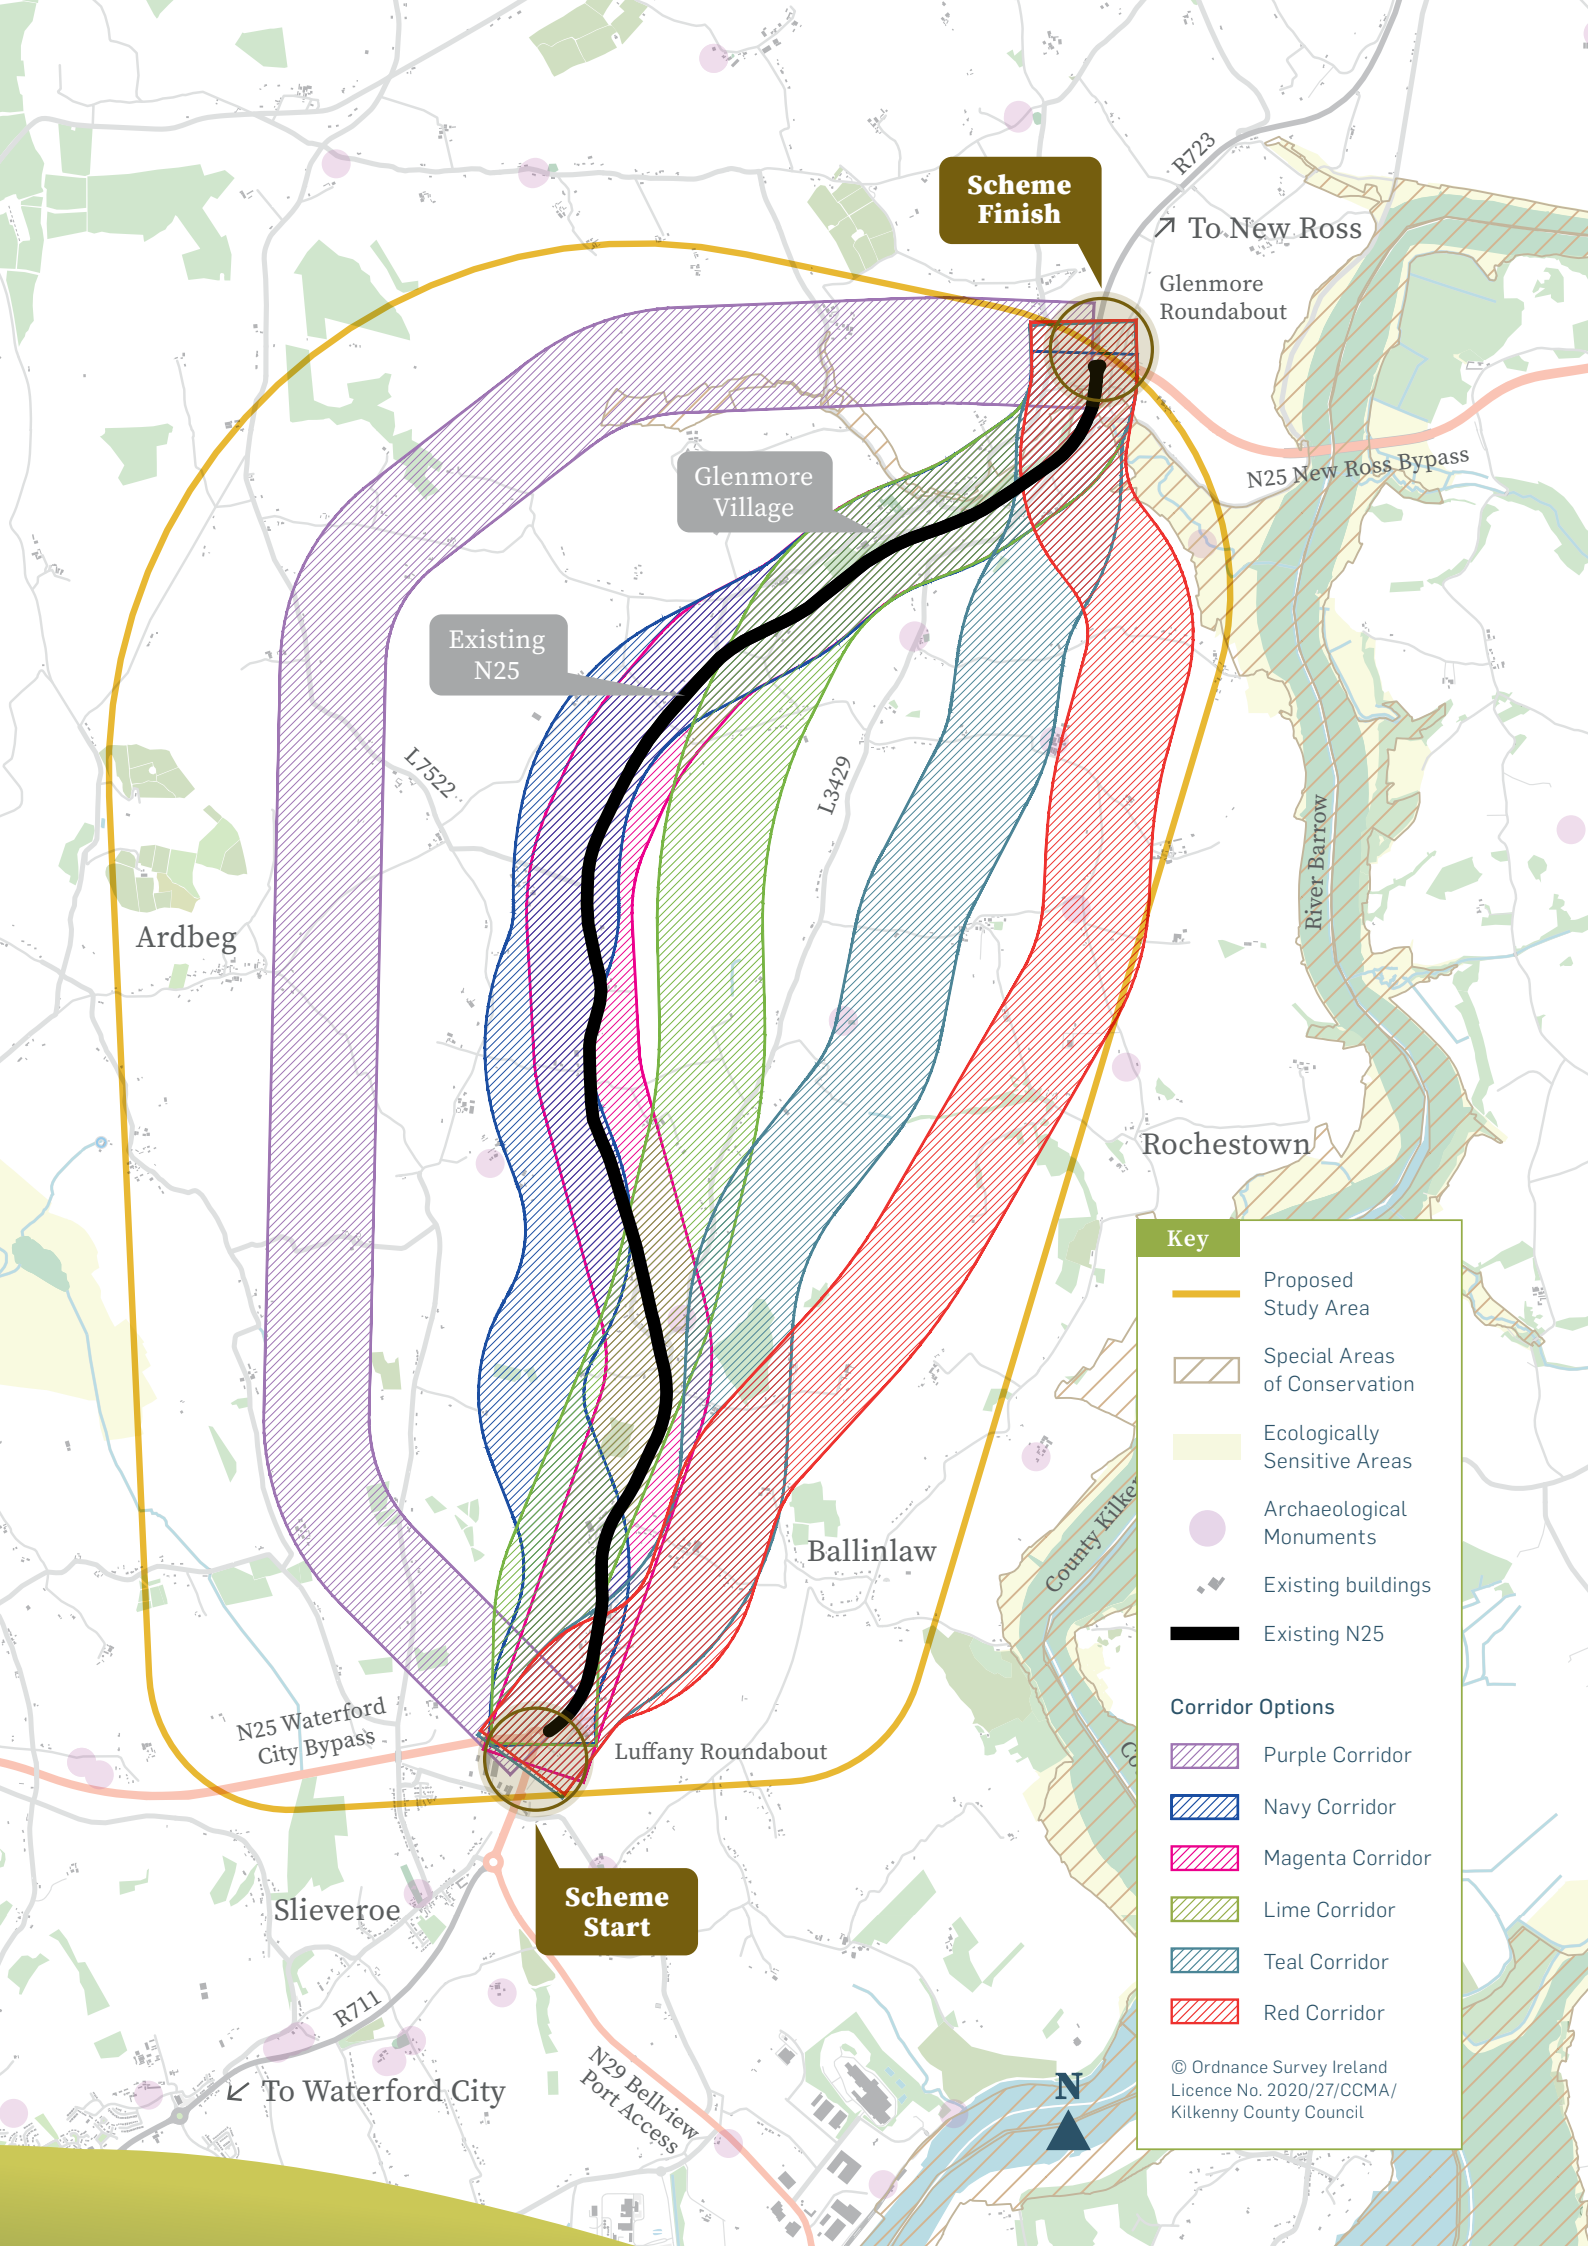 Scheme
Finish
R723
To New Ross
Glenmore
Roundabout
N25 New Ross Bypass
Glenmore
Village
Existing
N25
L7522
L3429
River Barrow
Ardbeg
Rochestown
Ballinlaw
N25 Waterford
City Bypass
Luffany Roundabout
Scheme
Start
Slieveroe
R711
To Waterford City
N29 Bellview
Port Access
N
Key
Proposed
Study Area
Special Areas
of Conservation
Ecologically
Sensitive Areas
Archaeological
Monuments
Existing buildings
Existing N25
Corridor Options
Purple Corridor
Navy Corridor
Magenta Corridor
Lime Corridor
Teal Corridor
Red Corridor
© Ordnance Survey Ireland
Licence No. 2020/27/CCMA/
Kilkenny County Council
County